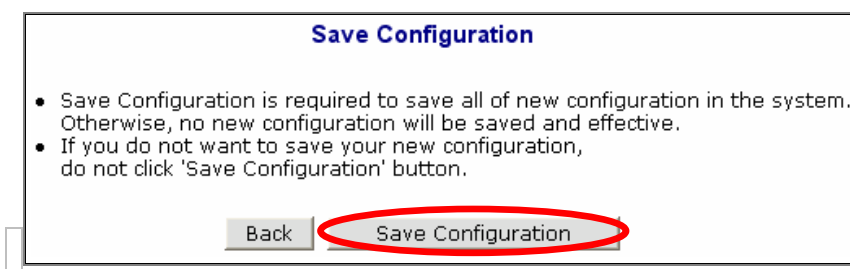 Save Configuration
● Save Configuration is required to save all of new configuration in the system.
Otherwise, no new configuration will be saved and effective.
● If you do not want to save your new configuration,
do not click 'Save Configuration' button.
Back Save Configuration